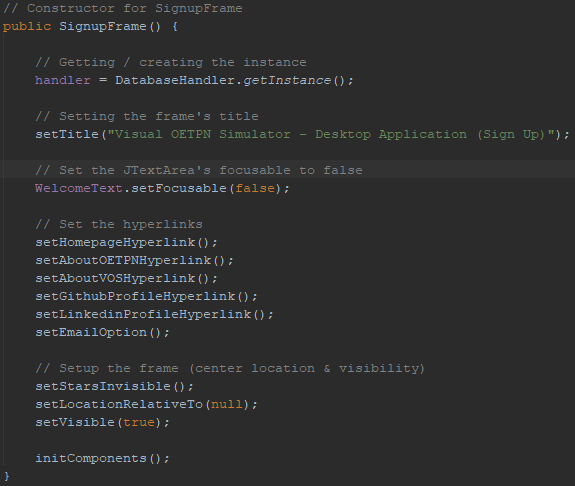 // Constructor for SignupFrame
public SignupFrame() {
// Getting / creating the instance
handler = DatabaseHandler.getInstance();
// Setting the frame's title
setTitle("Visual OETPN Simulator - Desktop Application (Sign Up)");
// Set the JTextArea's focusable to false
WelcomeText.setFocusable(false);
// Set the hyperlinks
setHomepageHyperlink();
setAboutOETPNHyperlink();
setAboutVOSHyperlink();
setGithubProfileHyperlink();
setLinkedinProfileHyperlink();
setEmailOption();
// Setup the frame (center location & visibility)
setStarsInvisible();
setLocationRelativeTo(null);
setVisible(true);
initComponents();
}